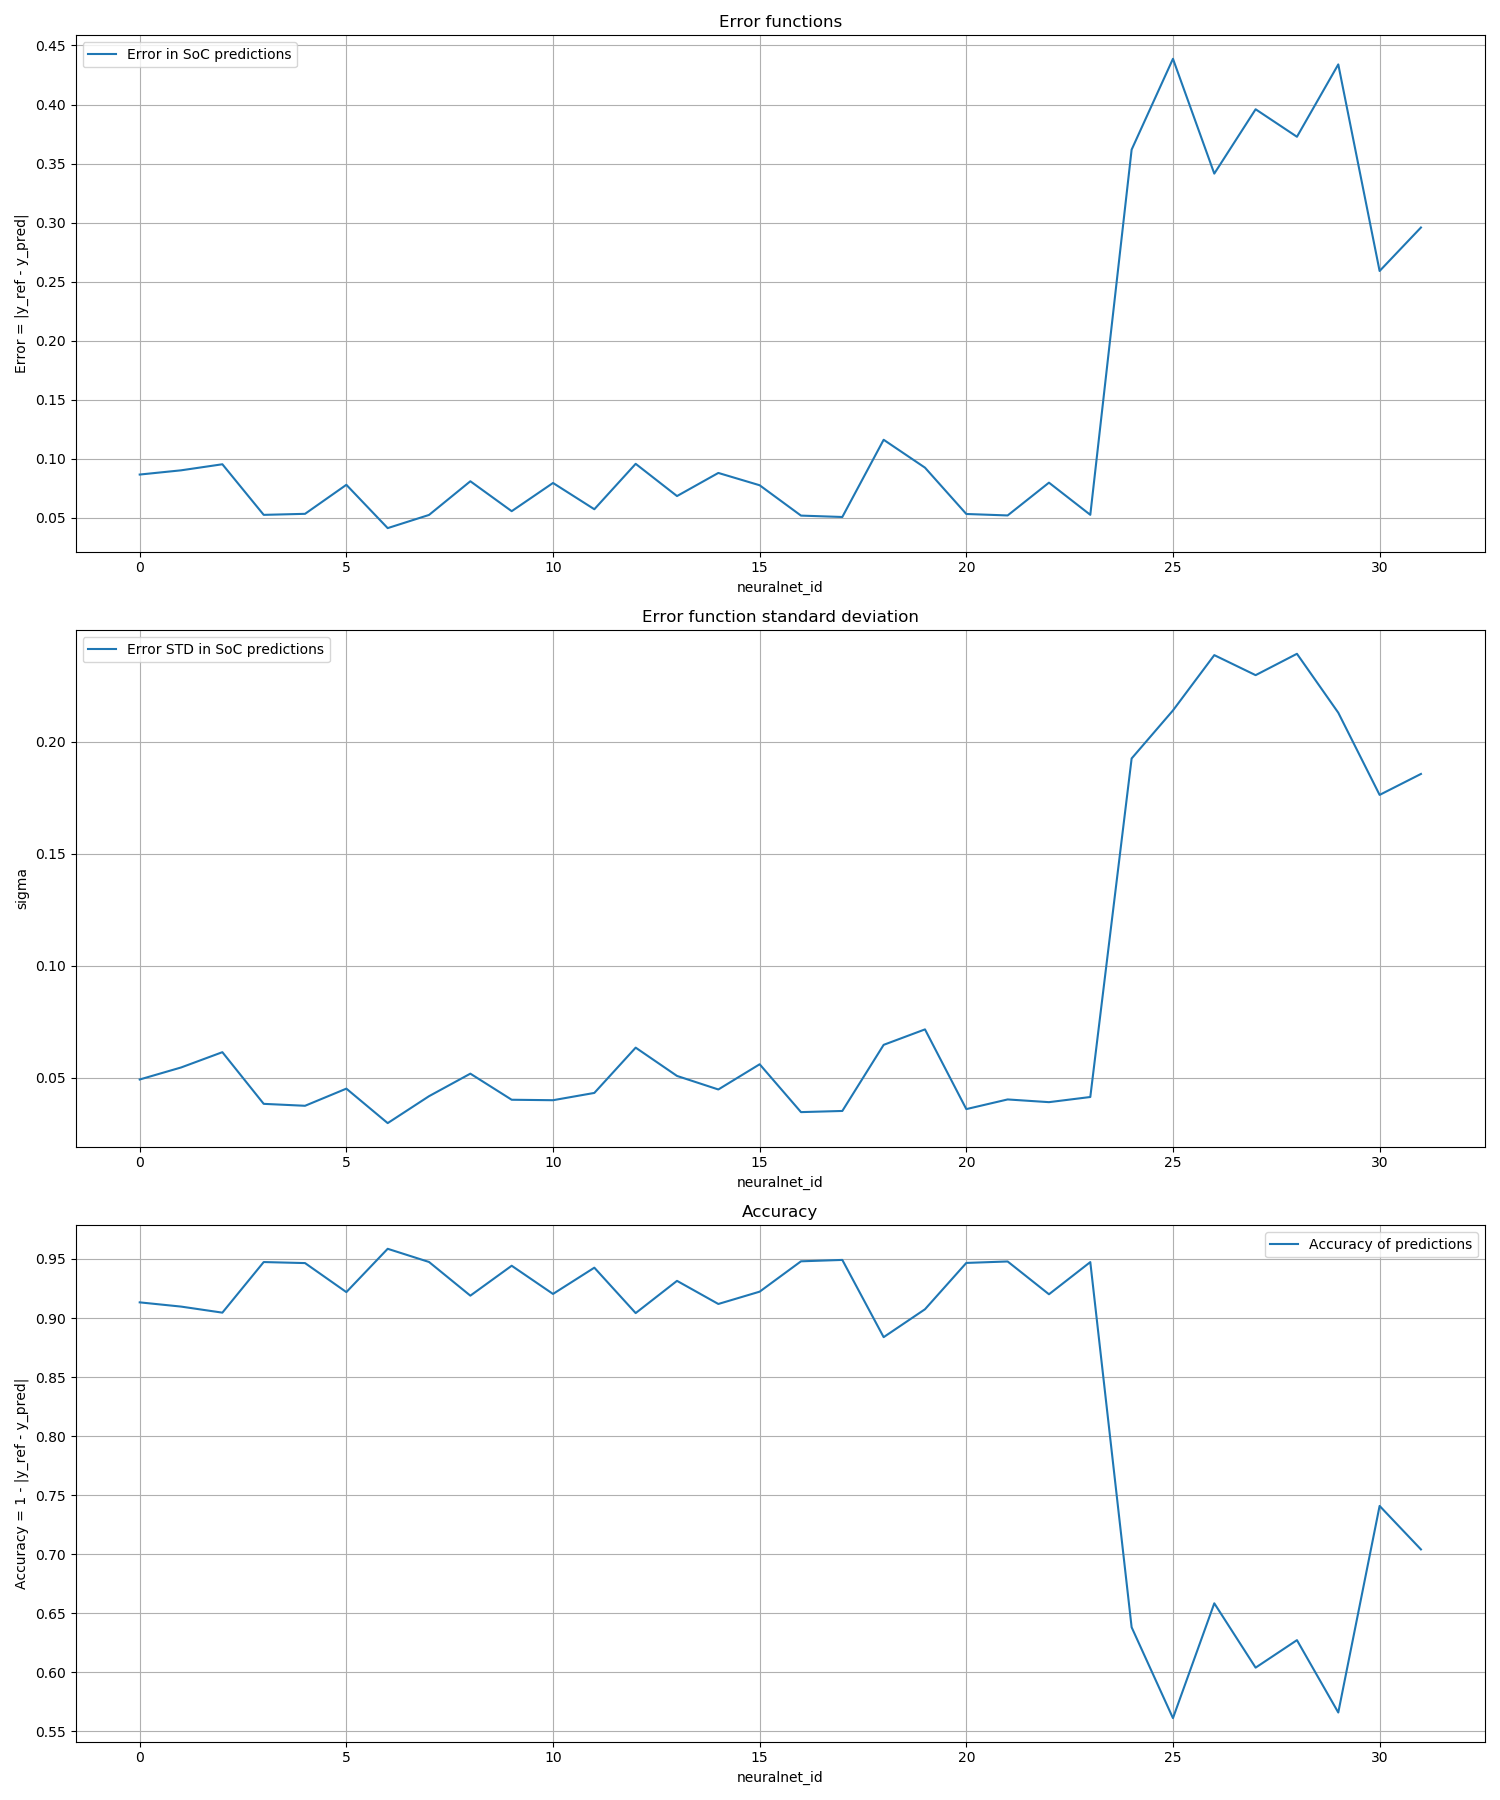 Error functions
Error in SoC predictions
0.45
0.40
0.35
0.30
0.25
0.20
0.15
0.10
0.05
Error = |y_ref - y_pred|
0 5 10 15 20 25 30
neuralnet_id
Error function standard deviation
Error STD in SoC predictions
0.20
0.15
0.10
0.05
sigma
0 5 10 15 20 25 30
neuralnet_id
Accuracy
Accuracy of predictions
0.95
0.90
0.85
0.80
0.75
0.70
0.65
0.60
0.55
Accuracy = 1 - |y_ref - y_pred|
0 5 10 15 20 25 30
neuralnet_id